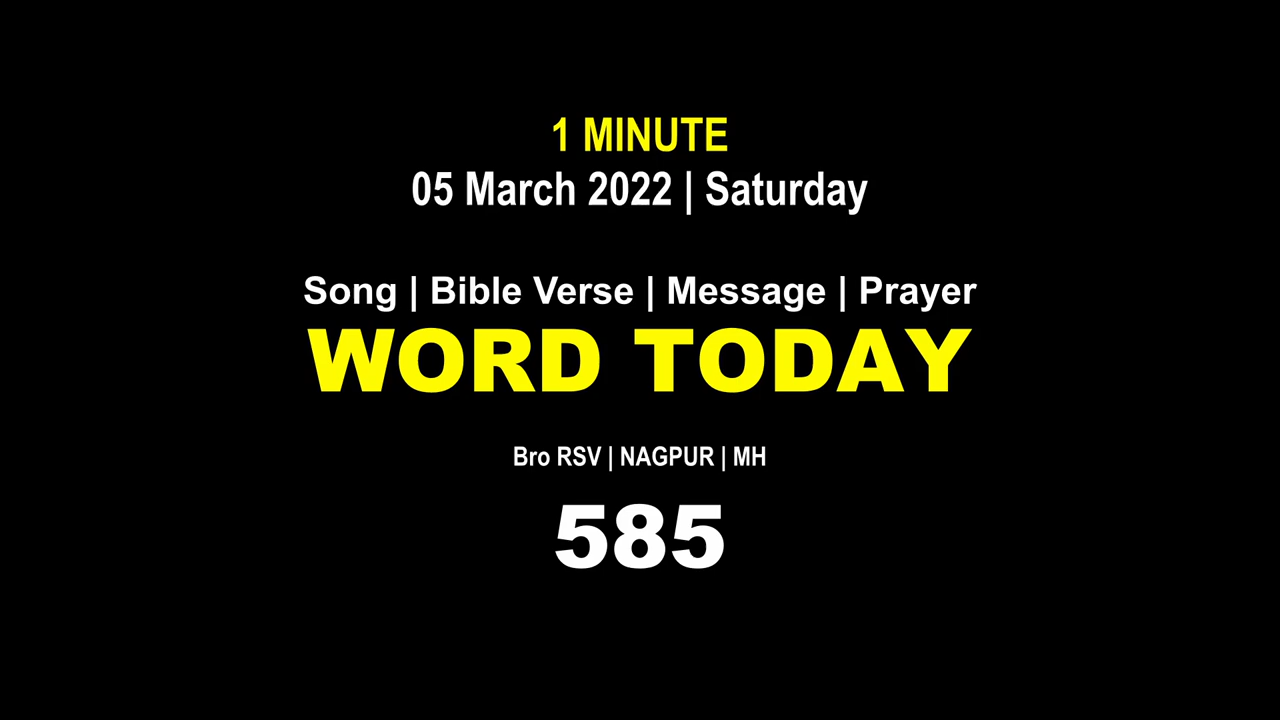 1 MINUTE
05 March 2022 | Saturday
Song | Bible Verse | Message | Prayer
WORD TODAY
Bro RSV | NAGPUR | MH
585